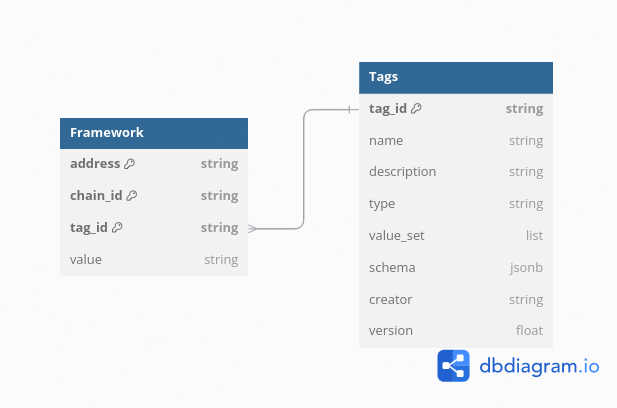 Framework
address string
chain_id string
tag_id string
value string
Tags
tag_id string
name string
description string
type string
value_set list
schema jsonb
creator string
version float
dbdiagram.io